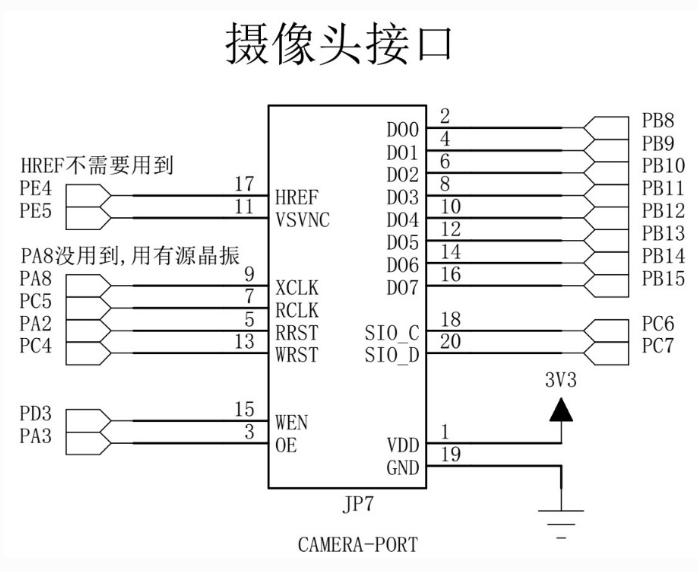 摄像头接口
HREF不需要用到
PE4 17 HREF
PE5 11 VSVNC
PA8没用到,用有源晶振
PA8 9 XCLK
PC5 7 RCLK
PA2 5 RRST
PC4 13 WRST
PD3 15 WEN
PA3 3 OE
DO0 2 PB8
DO1 4 PB9
DO2 6 PB10
DO3 8 PB11
DO4 10 PB12
DO5 12 PB13
DO6 14 PB14
DO7 16 PB15
SIO_C 18 PC6
SIO_D 20 PC7
3V3
VDD 1
GND 19
JP7
CAMERA-PORT